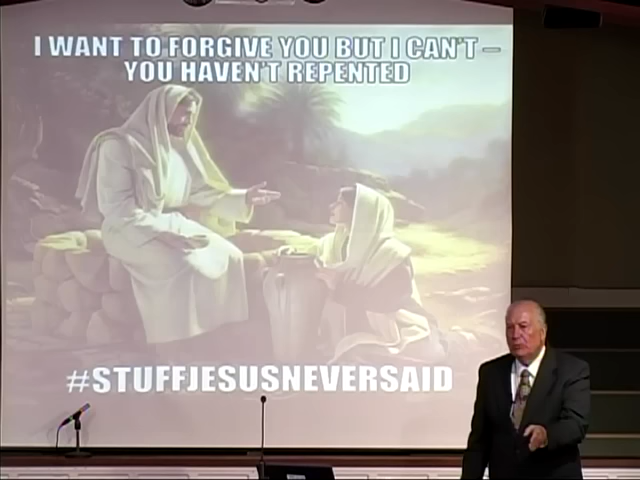 I WANT TO FORGIVE YOU BUT I CAN'T –
YOU HAVEN'T REPENTED
#STUFFJESUSNEVERSAID